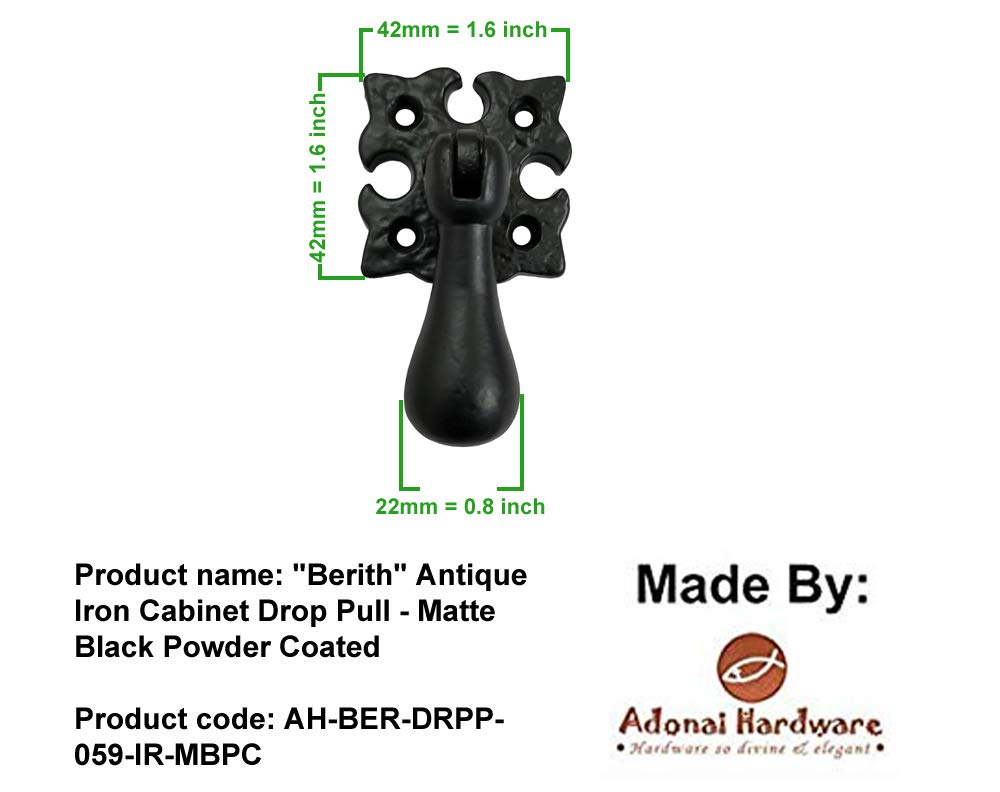 42mm = 1.6 inch
42mm = 1.6 inch
22mm = 0.8 inch
Product name: "Berith" Antique
Iron Cabinet Drop Pull - Matte
Black Powder Coated
Product code: AH-BER-DRPP-
059-IR-MBPC
Made By:
Adonai Hardware
• Hardware so divine & elegant •